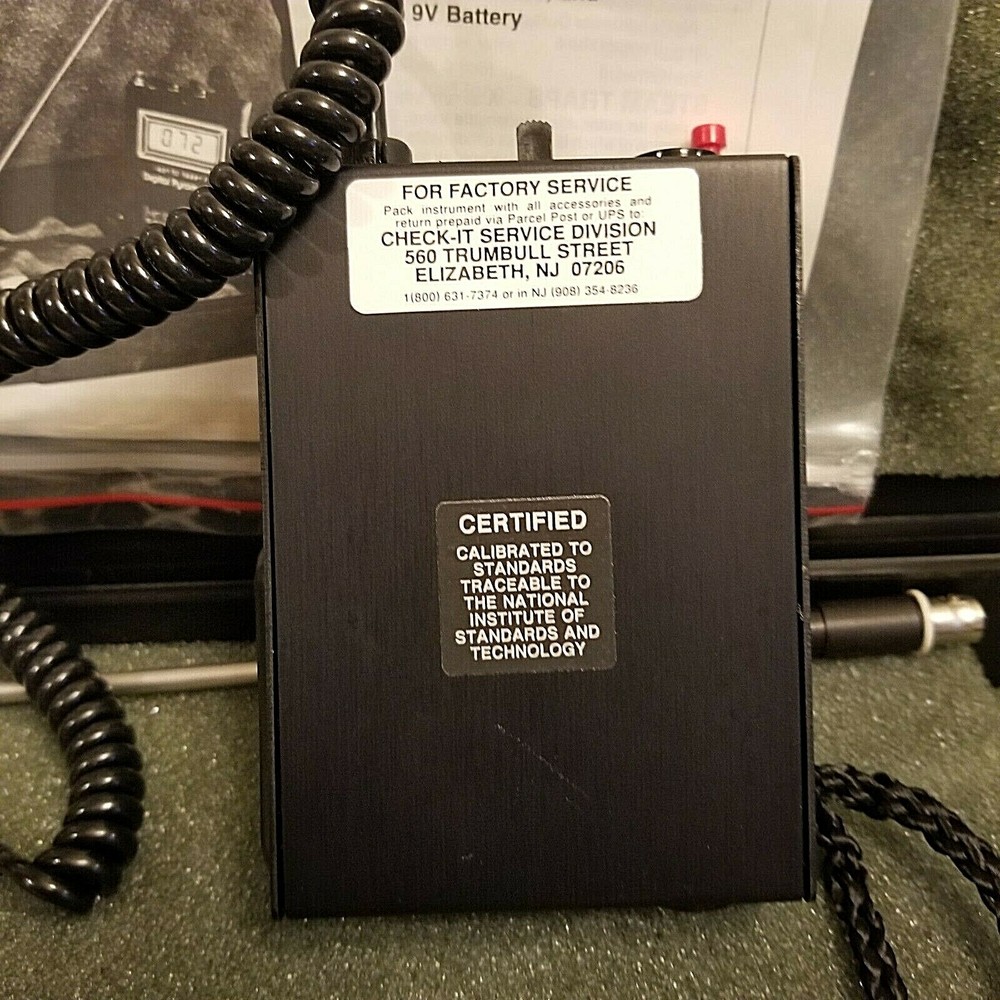 9V Battery
072
FOR FACTORY SERVICE
Pack instrument with all accessories and
return prepaid via Parcel Post or UPS to:
CHECK-IT SERVICE DIVISION
560 TRUMBULL STREET
ELIZABETH, NJ 07206
1(800) 631-7374 or in NJ (908) 354-8236
CERTIFIED
CALIBRATED TO
STANDARDS
TRACEABLE TO
THE NATIONAL
INSTITUTE OF
STANDARDS AND
TECHNOLOGY